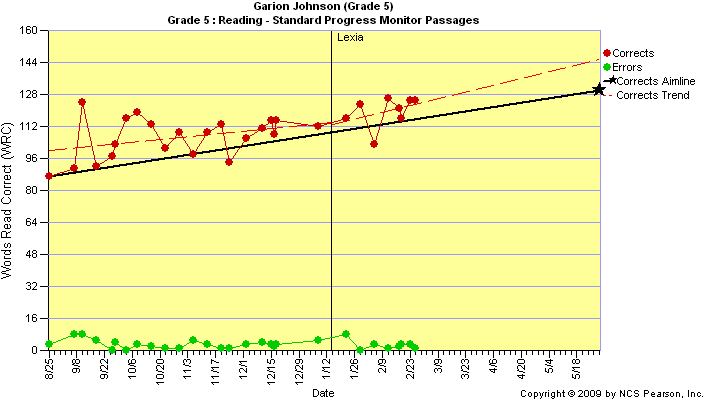 Garion Johnson (Grade 5)
Grade 5 : Reading - Standard Progress Monitor Passages
Lexia
Words Read Correct (WRC)
160
144
128
112
96
80
64
48
32
16
0
8/25 9/8 9/22 10/6 10/20 11/3 11/17 12/1 12/15 12/29 1/12 1/26 2/9 2/23 3/9 3/23 4/6 4/20 5/4 5/18
Date
Corrects
Errors
Corrects Aimline
- Corrects Trend
Copyright © 2009 by NCS Pearson, Inc.